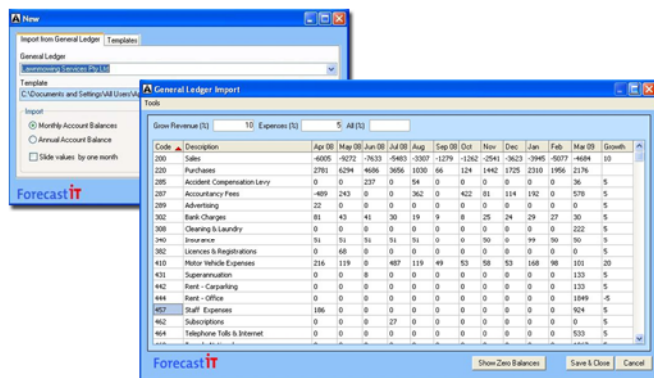 New
Import from General Ledger Templates
General Ledger
Lawnmowing Services Pty Ltd
Template
C:\Documents and Settings\All Users\Ap
Import
Monthly Account Balances
Annual Account Balance
Slide values by one month
ForecastIT
General Ledger Import
Tools
Grow Revenue (%) 10 Expenses (%) 5 All (%)
Code Description Apr 08 May 08 Jun 08 Jul 08 Aug Sep 08 Oct Nov Dec Jan Feb Mar 09 Growth
200 Sales -6005 -9272 -7633 -5483 -3307 -1279 -1262 -2541 -3623 -3945 -5077 -4684 10
220 Purchases 2781 6294 4686 3656 1030 66 124 1442 1725 2310 1956 2176
285 Accident Compensation Levy 0 0 237 0 54 0 0 0 0 0 0 36 5
287 Accountancy Fees -489 243 0 0 362 0 422 81 114 192 0 578 5
289 Advertising 22 0 0 0 0 0 0 0 0 0 0 0 5
302 Bank Charges 81 43 41 30 19 9 8 25 24 29 27 30 5
308 Cleaning & Laundry 0 0 0 0 0 0 0 0 0 0 0 222 5
340 Insurance 51 51 51 51 51 0 0 50 0 99 50 50 5
382 Licences & Registrations 0 68 0 0 0 0 0 0 0 0 0 0 5
410 Motor Vehicle Expenses 216 119 0 487 119 49 53 58 53 168 98 101 20
431 Superannuation 0 0 8 0 0 0 0 0 0 0 0 133 5
442 Rent - Carparking 0 0 0 0 0 0 0 0 0 0 0 133 5
444 Rent - Office 0 0 0 0 0 0 0 0 0 0 0 1849 -5
457 Staff Expenses 186 0 0 0 0 0 0 0 0 0 0 924 5
462 Subscriptions 0 0 0 27 0 0 0 0 0 0 0 0 5
464 Telephone Tolls & Internet 0 0 0 0 0 0 0 0 0 0 0 533 5
ForecastIT
Show Zero Balances Save & Close Cancel